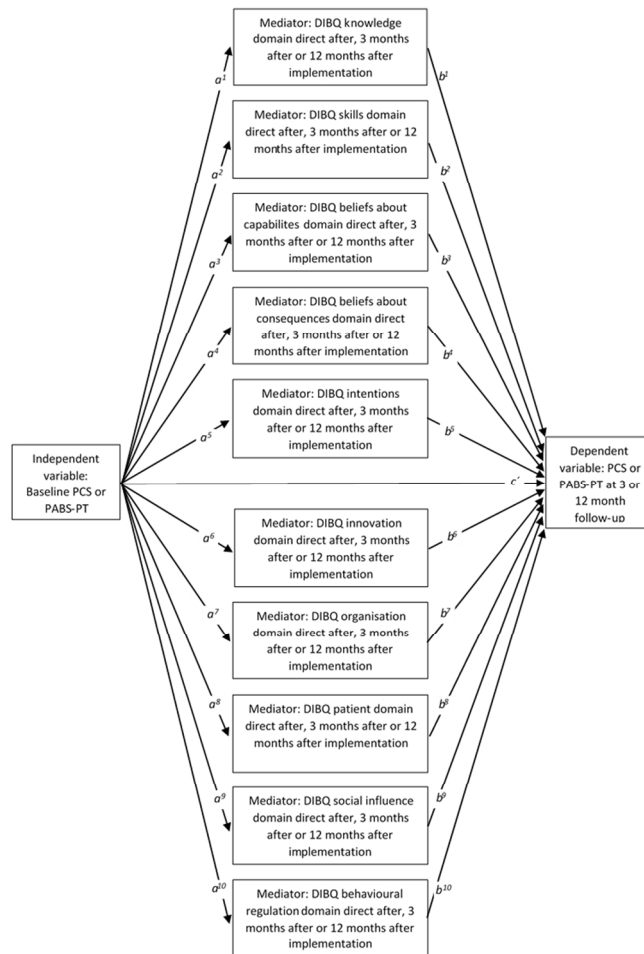 Mediator: DIBQ knowledge
domain direct after, 3 months
after or 12 months after
implementation
a1
b1
Mediator: DIBQ skills domain
direct after, 3 months after or 12
months after implementation
a2
b2
Mediator: DIBQ beliefs about
capabilites domain direct after, 3
months after or 12 months after
implementation
a3
b3
Mediator: DIBQ beliefs about
consequences domain direct
after, 3 months after or 12
months after implementation
a4
b4
Mediator: DIBQ intentions
domain direct after, 3 months
after or 12 months after
implementation
a5
b5
Independent
variable:
Baseline PCS or
PABS-PT
c´
Dependent
variable: PCS or
PABS-PT at 3 or
12 month
follow-up
Mediator: DIBQ innovation
domain direct after, 3 months
after or 12 months after
implementation
a6
b6
Mediator: DIBQ organisation
domain direct after, 3 months
after or 12 months after
implementation
a7
b7
Mediator: DIBQ patient domain
direct after, 3 months after or 12
months after implementation
a8
b8
Mediator: DIBQ social influence
domain direct after, 3 months
after or 12 months after
implementation
a9
b9
Mediator: DIBQ behavioural
regulation domain direct after, 3
months after or 12 months after
implementation
a10
b10